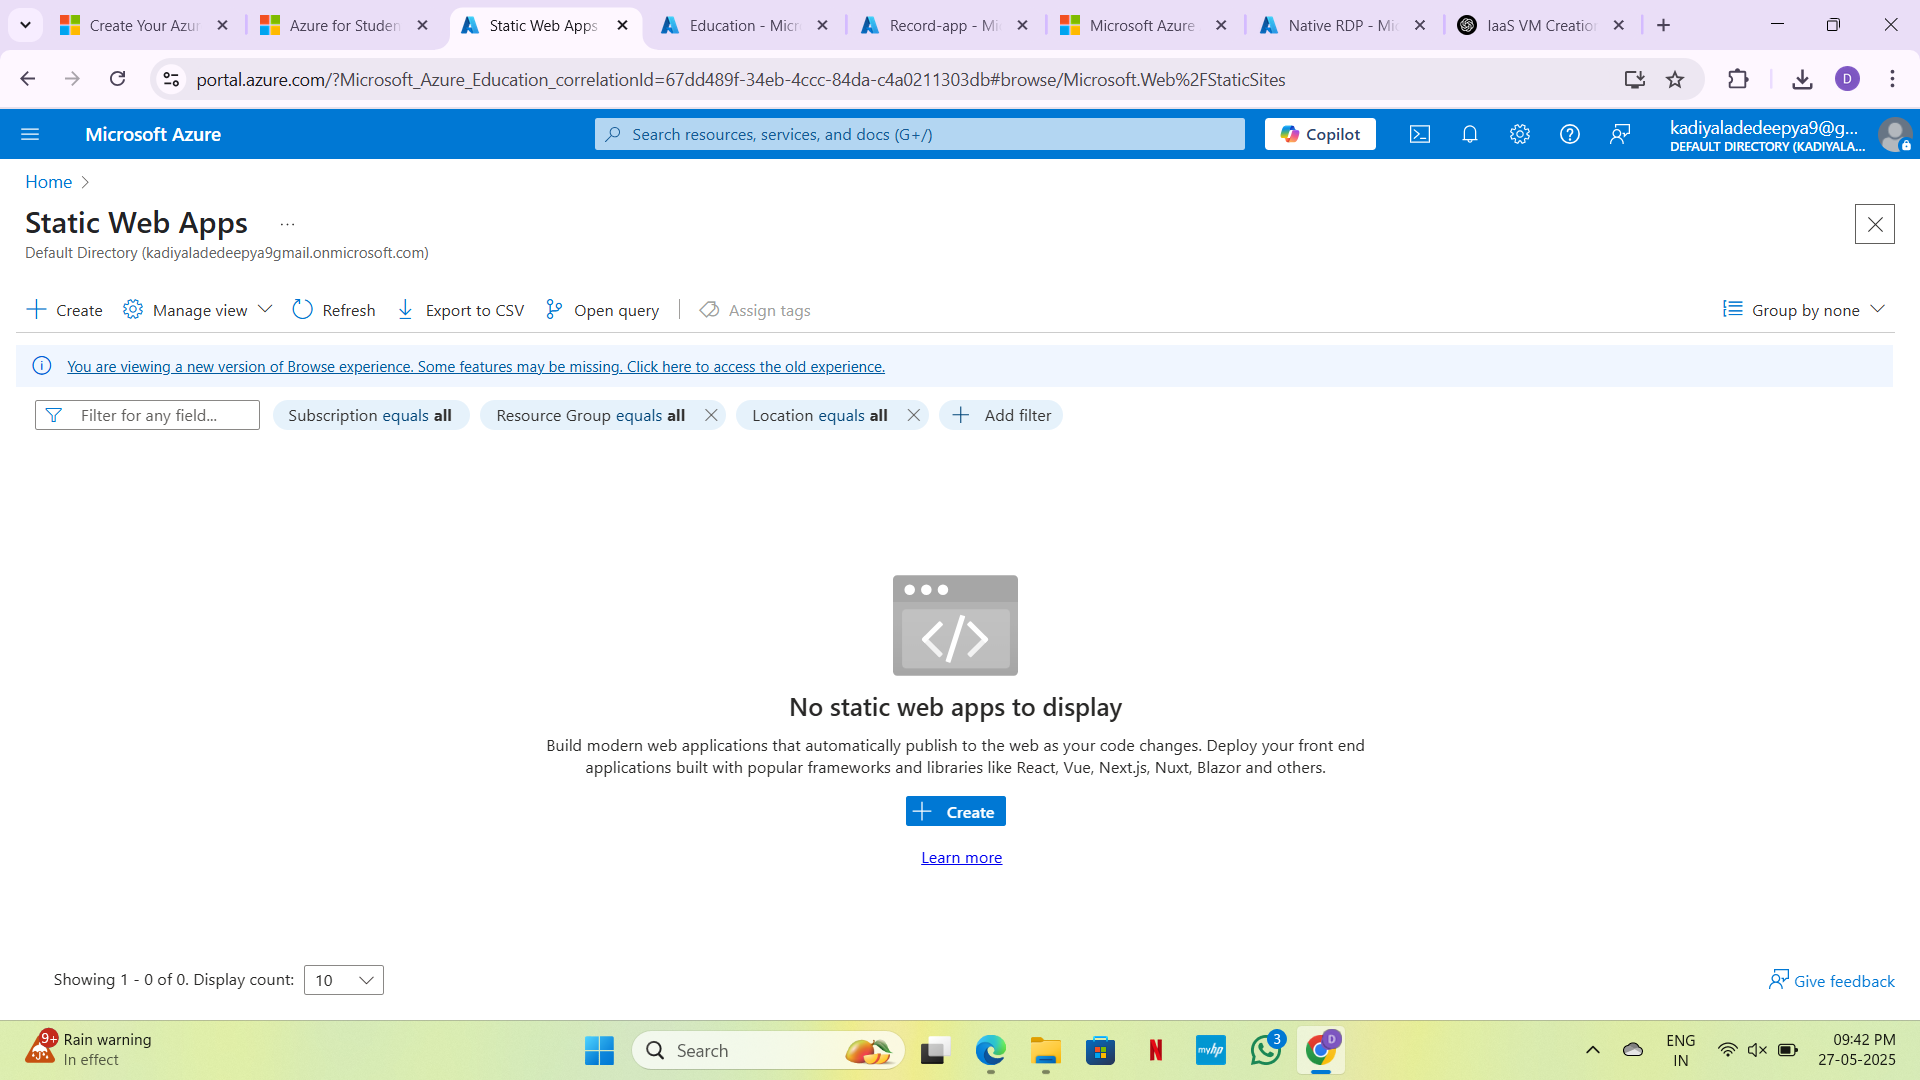 Create Your Azur
Azure for Studen
Static Web Apps
Education - Micr
Record-app - Mi
Microsoft Azure
Native RDP - Mi
IaaS VM Creation
portal.azure.com/?Microsoft_Azure_Education_correlationId=67dd489f-34eb-4ccc-84da-c4a0211303db#browse/Microsoft.Web%2FStaticSites
D
Microsoft Azure
Search resources, services, and docs (G+/)
Copilot
kadiyaladedeepya9@g...
DEFAULT DIRECTORY (KADIYALA...
Home
Static Web Apps
...
Default Directory (kadiyaladedeepya9gmail.onmicrosoft.com)
Create
Manage view
Refresh
Export to CSV
Open query
Assign tags
Group by none
You are viewing a new version of Browse experience. Some features may be missing. Click here to access the old experience.
Filter for any field...
Subscription equals all
Resource Group equals all
Location equals all
Add filter
No static web apps to display
Build modern web applications that automatically publish to the web as your code changes. Deploy your front end
applications built with popular frameworks and libraries like React, Vue, Next.js, Nuxt, Blazor and others.
Create
Learn more
Showing 1 - 0 of 0. Display count:
10
Give feedback
9+
Rain warning
In effect
Search
N
myhp
3
D
ENG
IN
09:42 PM
27-05-2025